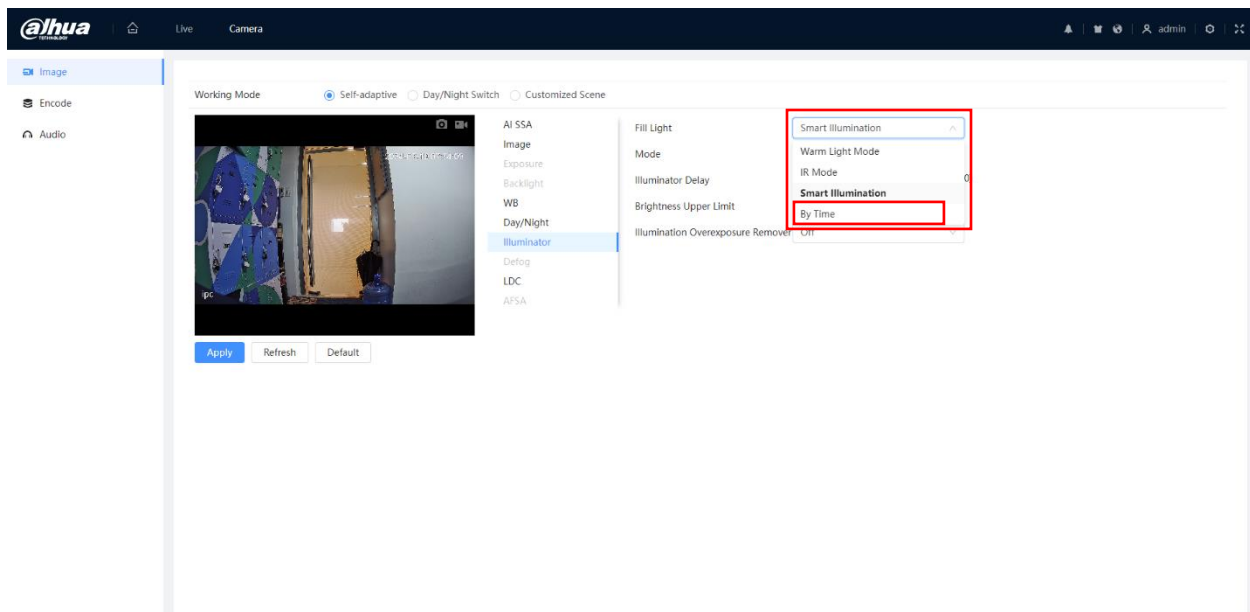 alhua
TECHNOLOGY
Live Camera
admin
Image
Encode
Audio
Working Mode Self-adaptive Day/Night Switch Customized Scene
ipc
Apply Refresh Default
AI SSA
Image
Exposure
Backlight
WB
Day/Night
Illuminator
Defog
LDC
AFSA
Fill Light Smart Illumination
Mode
Illuminator Delay
Brightness Upper Limit
Illumination Overexposure Remover Off
Warm Light Mode
IR Mode
Smart Illumination
By Time
0